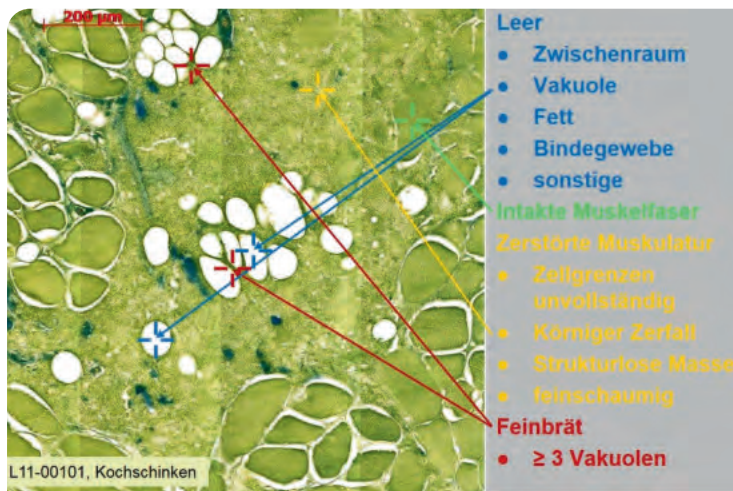 200 µm
Leer
● Zwischenraum
● Vakuole
● Fett
● Bindegewebe
● sonstige
Intakte Muskelfaser
Zerstörte Muskulatur
● Zellgrenzen
unvollständig
● Körniger Zerfall
● Strukturlose Masse
● feinschaumig
Feinbrät
● ≥ 3 Vakuolen
L11-00101, Kochschinken